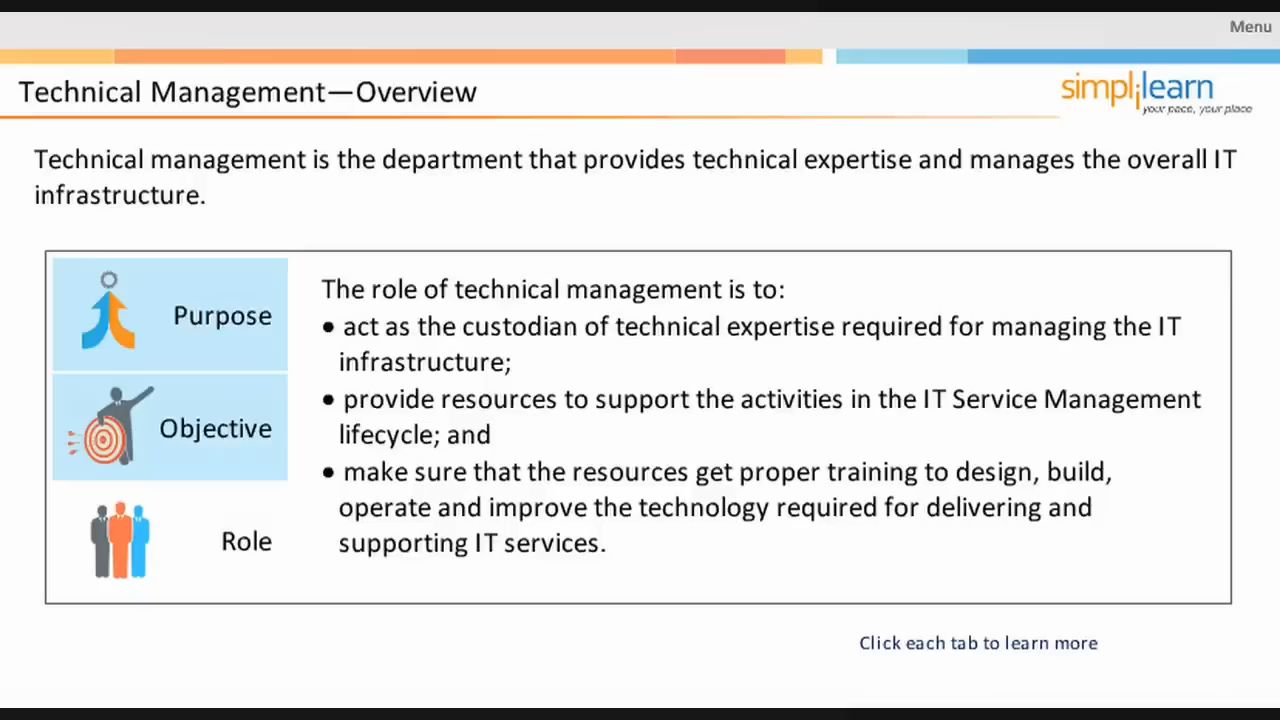 Menu
Technical Management—Overview
simplilearn
your pace, your place
Technical management is the department that provides technical expertise and manages the overall IT
infrastructure.
Purpose
Objective
Role
The role of technical management is to:
• act as the custodian of technical expertise required for managing the IT
infrastructure;
• provide resources to support the activities in the IT Service Management
lifecycle; and
• make sure that the resources get proper training to design, build,
operate and improve the technology required for delivering and
supporting IT services.
Click each tab to learn more